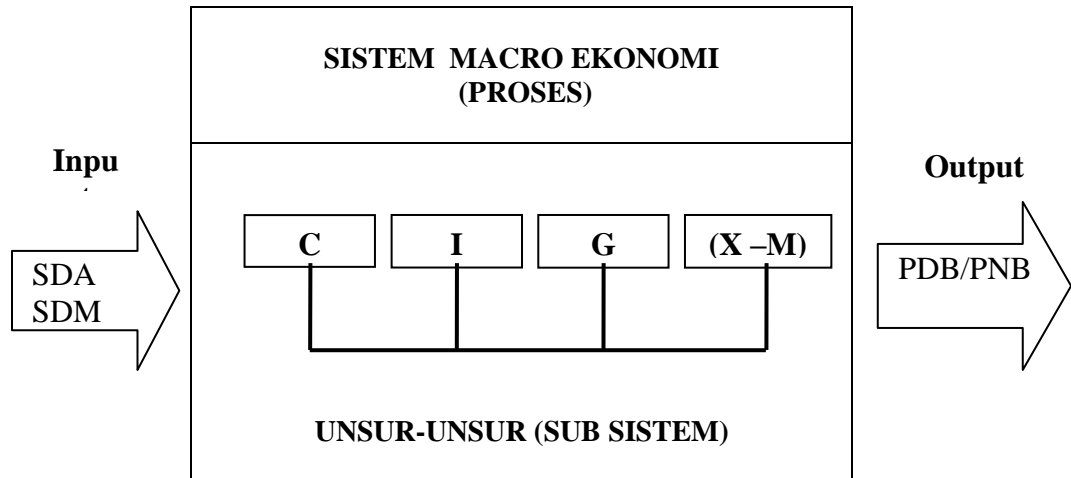 SISTEM MACRO EKONOMI
(PROSES)
Inpu
Output
C
I
G
(X –M)
SDA
SDM
PDB/PNB
UNSUR-UNSUR (SUB SISTEM)